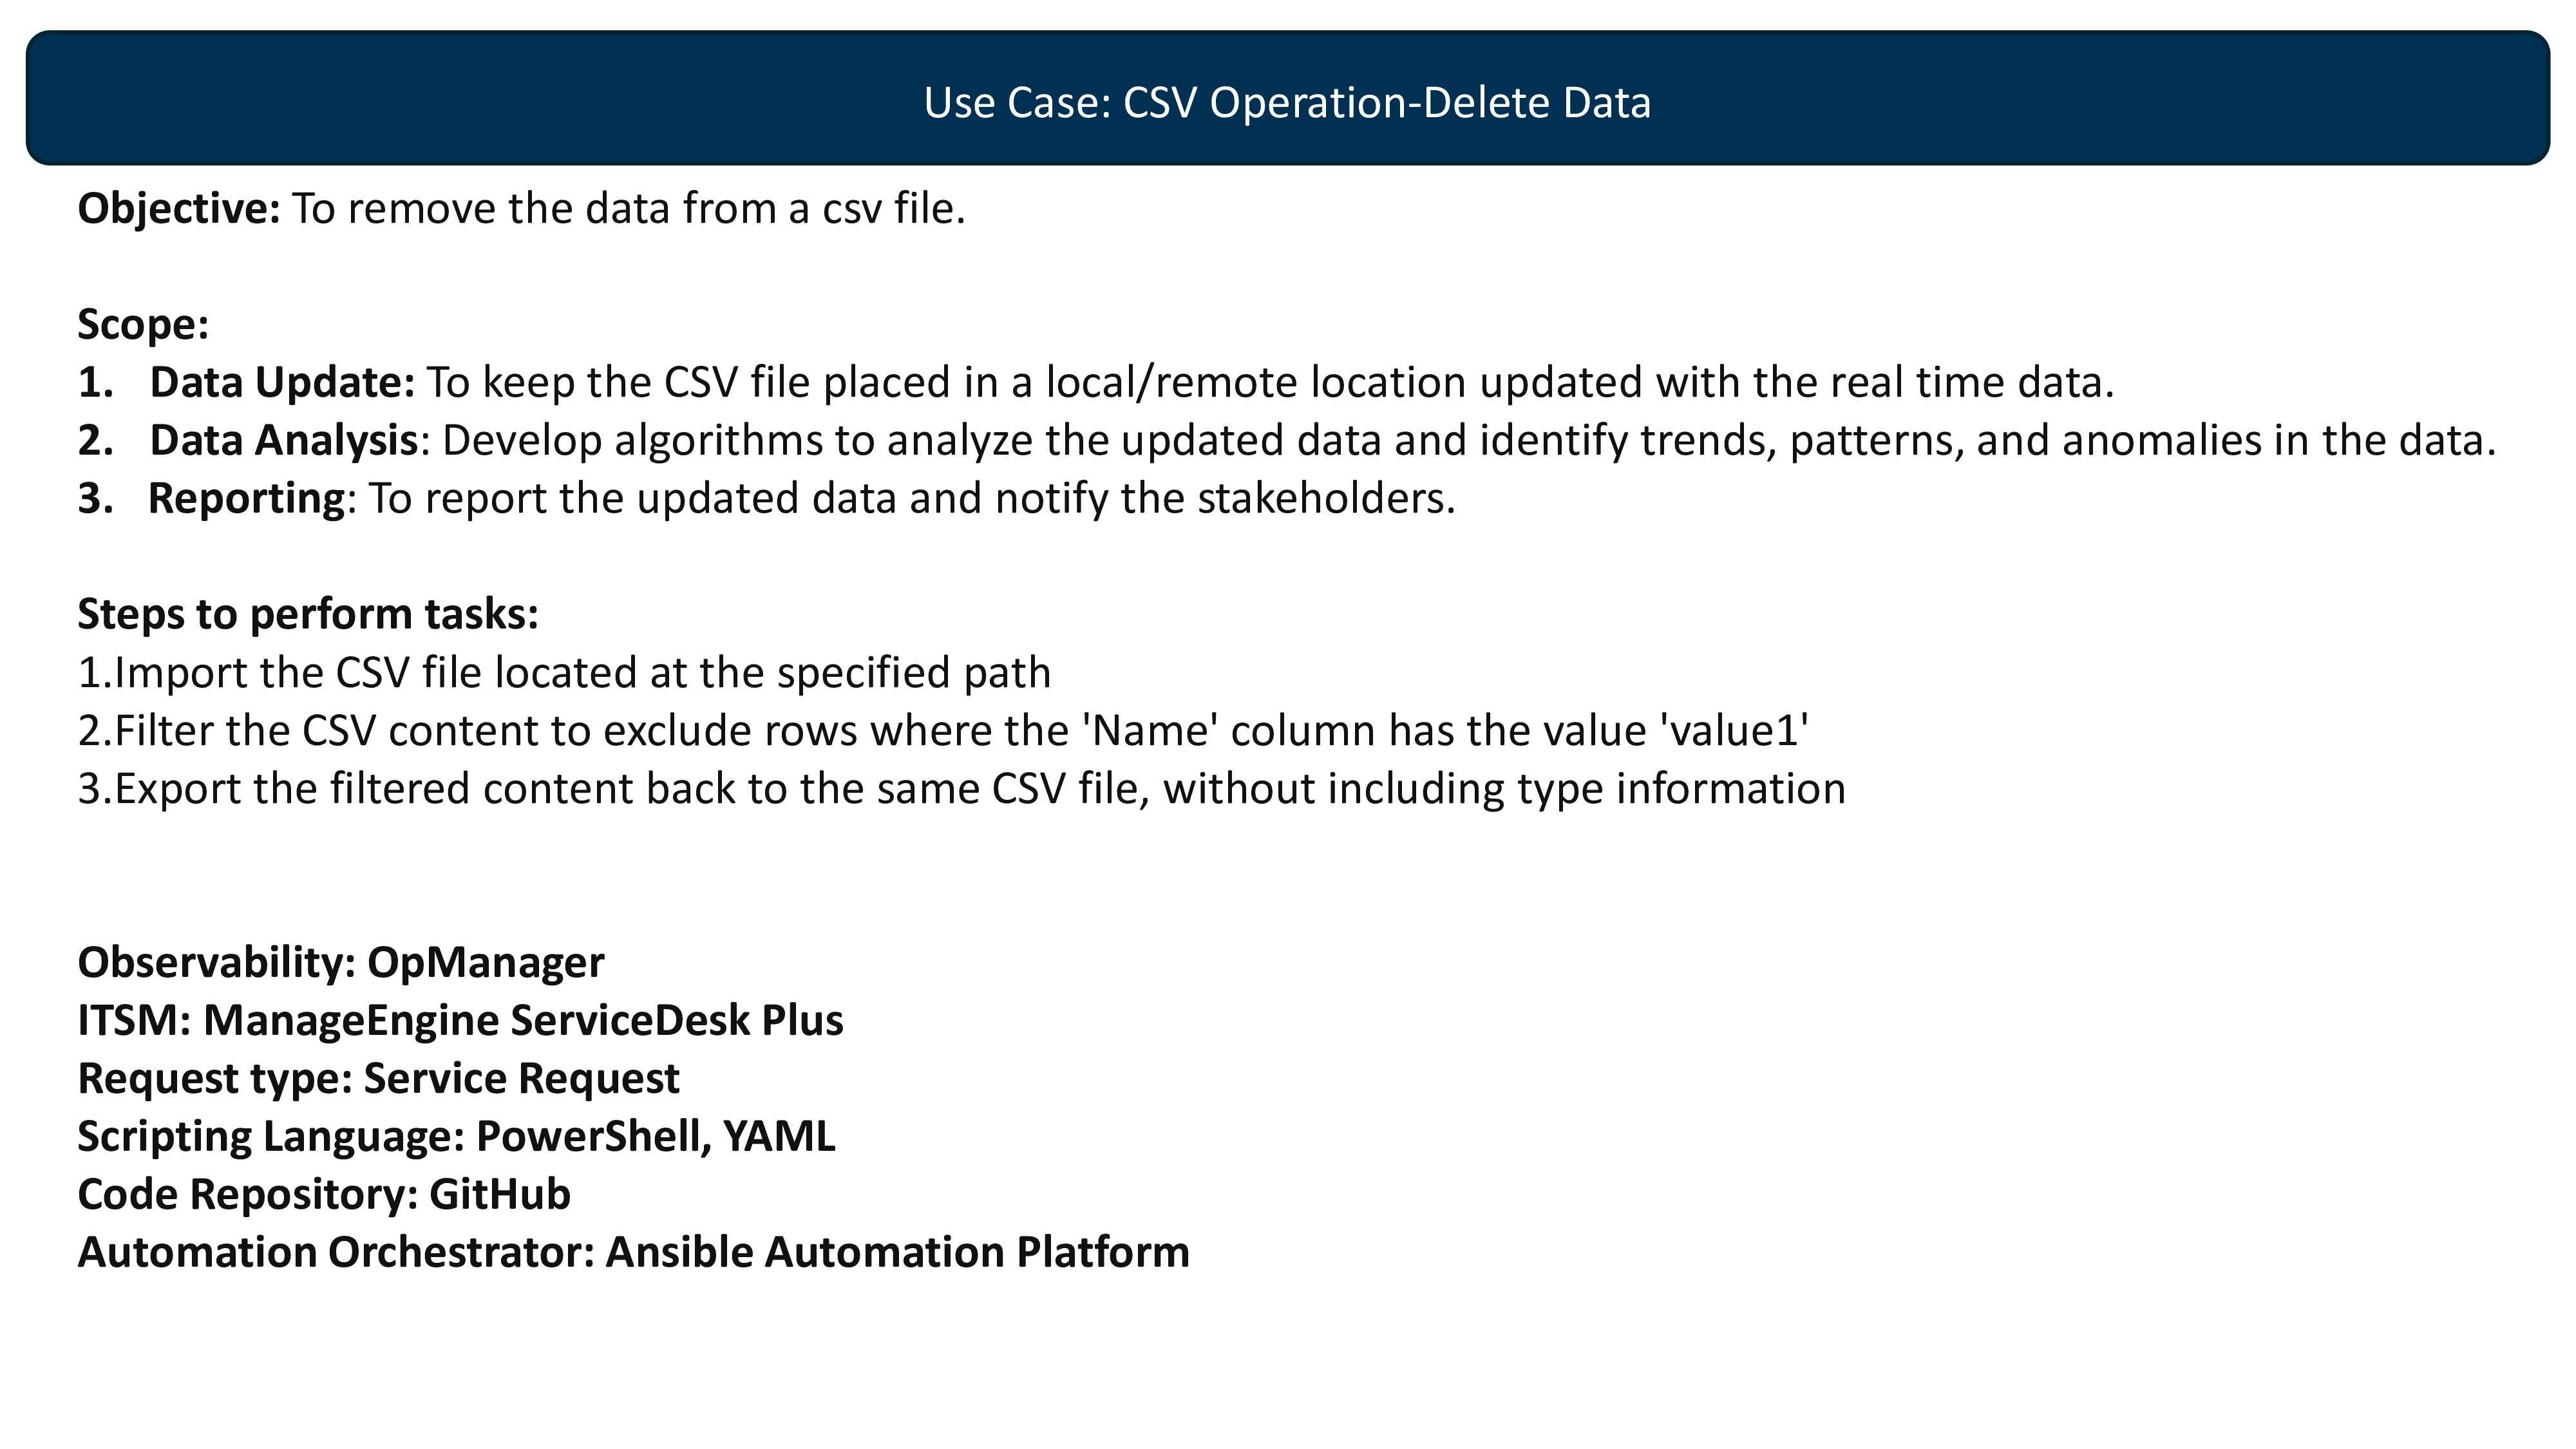 Use Case: CSV Operation-Delete Data
Objective: To remove the data from a csv file.
Scope:
1. Data Update: To keep the CSV file placed in a local/remote location updated with the real time data.
2. Data Analysis: Develop algorithms to analyze the updated data and identify trends, patterns, and anomalies in the data.
3. Reporting: To report the updated data and notify the stakeholders.
Steps to perform tasks:
1.Import the CSV file located at the specified path
2.Filter the CSV content to exclude rows where the 'Name' column has the value 'value1'
3.Export the filtered content back to the same CSV file, without including type information
Observability: OpManager
ITSM: ManageEngine ServiceDesk Plus
Request type: Service Request
Scripting Language: PowerShell, YAML
Code Repository: GitHub
Automation Orchestrator: Ansible Automation Platform